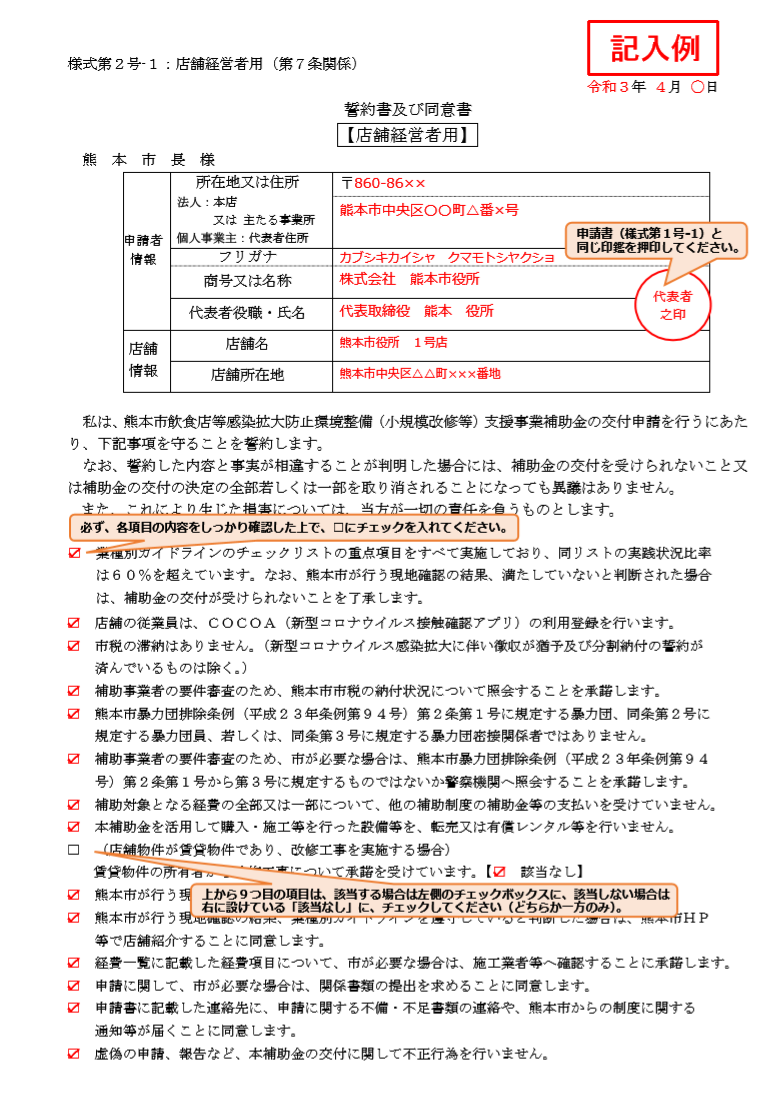 記入例
様式第２号-１：店舗経営者用（第７条関係）
令和３年　４月　〇日
誓約書及び同意書
【店舗経営者用】
熊　本　市　長　様
申請者
情報
所在地又は住所
法人：本店
又は 主たる事業所
個人事業主：代表者住所
〒860-86××
熊本市中央区〇〇町△番×号
申請書（様式第１号-1）と
同じ印鑑を押印してください。
フリガナ
カブシキカイシャ　クマモトシヤクショ
商号又は名称
株式会社　熊本市役所
代表者役職・氏名
代表取締役　熊本　役所
代表者
之印
店舗
情報
店舗名
熊本市役所　１号店
店舗所在地
熊本市中央区△△町×××番地
私は、熊本市飲食店等感染拡大防止環境整備（小規模改修等）支援事業補助金の交付申請を行うにあた
り、下記事項を守ることを誓約します。
なお、誓約した内容と事実が相違することが判明した場合には、補助金の交付を受けられないこと又
は補助金の交付の決定の全部若しくは一部を取り消されることになっても異議はありません。
また、これにより生じた損害については、当方が一切の責任を負うものとします。
必ず、各項目の内容をしっかり確認した上で、□にチェックを入れてください。
☑ 業種別ガイドラインのチェックリストの重点項目をすべて実施しており、同リストの実践状況比率
は６０％を超えています。なお、熊本市が行う現地確認の結果、満たしていないと判断された場合
は、補助金の交付が受けられないことを了承します。
☑ 店舗の従業員は、ＣＯＣＯＡ（新型コロナウイルス接触確認アプリ）の利用登録を行います。
☑ 市税の滞納はありません。（新型コロナウイルス感染拡大に伴い徴収が猶予及び分割納付の誓約が
済んでいるものは除く。）
☑ 補助事業者の要件審査のため、熊本市市税の納付状況について照会することを承諾します。
☑ 熊本市暴力団排除条例（平成２３年条例第９４号）第２条第１号に規定する暴力団、同条第２号に
規定する暴力団員、若しくは、同条第３号に規定する暴力団密接関係者ではありません。
☑ 補助事業者の要件審査のため、市が必要な場合は、熊本市暴力団排除条例（平成２３年条例第９４
号）第２条第１号から第３号に規定するものではないか警察機関へ照会することを承諾します。
☑ 補助対象となる経費の全部又は一部について、他の補助制度の補助金等の支払いを受けていません。
☑ 本補助金を活用して購入・施工等を行った設備等を、転売又は有償レンタル等を行いません。
□ （店舗物件が賃貸物件であり、改修工事を実施する場合）
賃貸物件の所有者から改修工事について承諾を受けています。【☑　該当なし】
☑ 熊本市が行う現
上から９つ目の項目は、該当する場合は左側のチェックボックスに、該当しない場合は
右に設けている「該当なし」に、チェックしてください（どちらか一方のみ）。
☑ 熊本市が行う現地確認の結果、業種別ガイドラインを遵守していると判断した場合は、熊本市ＨＰ
等で店舗紹介することに同意します。
☑ 経費一覧に記載した経費項目について、市が必要な場合は、施工業者等へ確認することに承諾します。
☑ 申請に関して、市が必要な場合は、関係書類の提出を求めることに同意します。
☑ 申請書に記載した連絡先に、申請に関する不備・不足書類の連絡や、熊本市からの制度に関する
通知等が届くことに同意します。
☑ 虚偽の申請、報告など、本補助金の交付に関して不正行為を行いません。